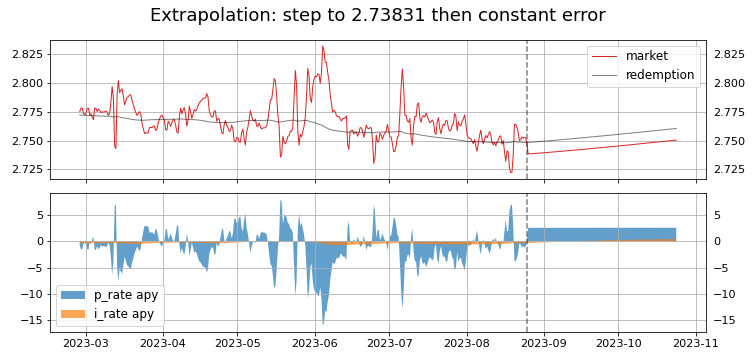 Extrapolation: step to 2.73831 then constant error
2.825 2.825
market
redemption
2.800 2.800
2.775 2.775
2.750 2.750
2.725 2.725
5 5
0 0
−5 −5
−10 −10
−15 −15
p_rate apy
i_rate apy
2023-03 2023-04 2023-05 2023-06 2023-07 2023-08 2023-09 2023-10 2023-11